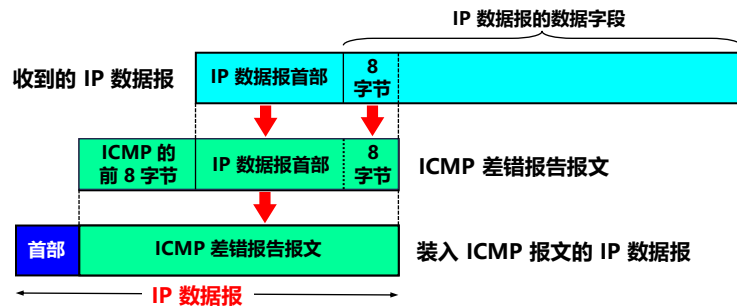 IP 数据报的数据字段
收到的 IP 数据报
IP 数据报首部
8
字节
ICMP 的
前 8 字节
IP 数据报首部
8
字节
ICMP 差错报告报文
首部
ICMP 差错报告报文
装入 ICMP 报文的 IP 数据报
IP 数据报